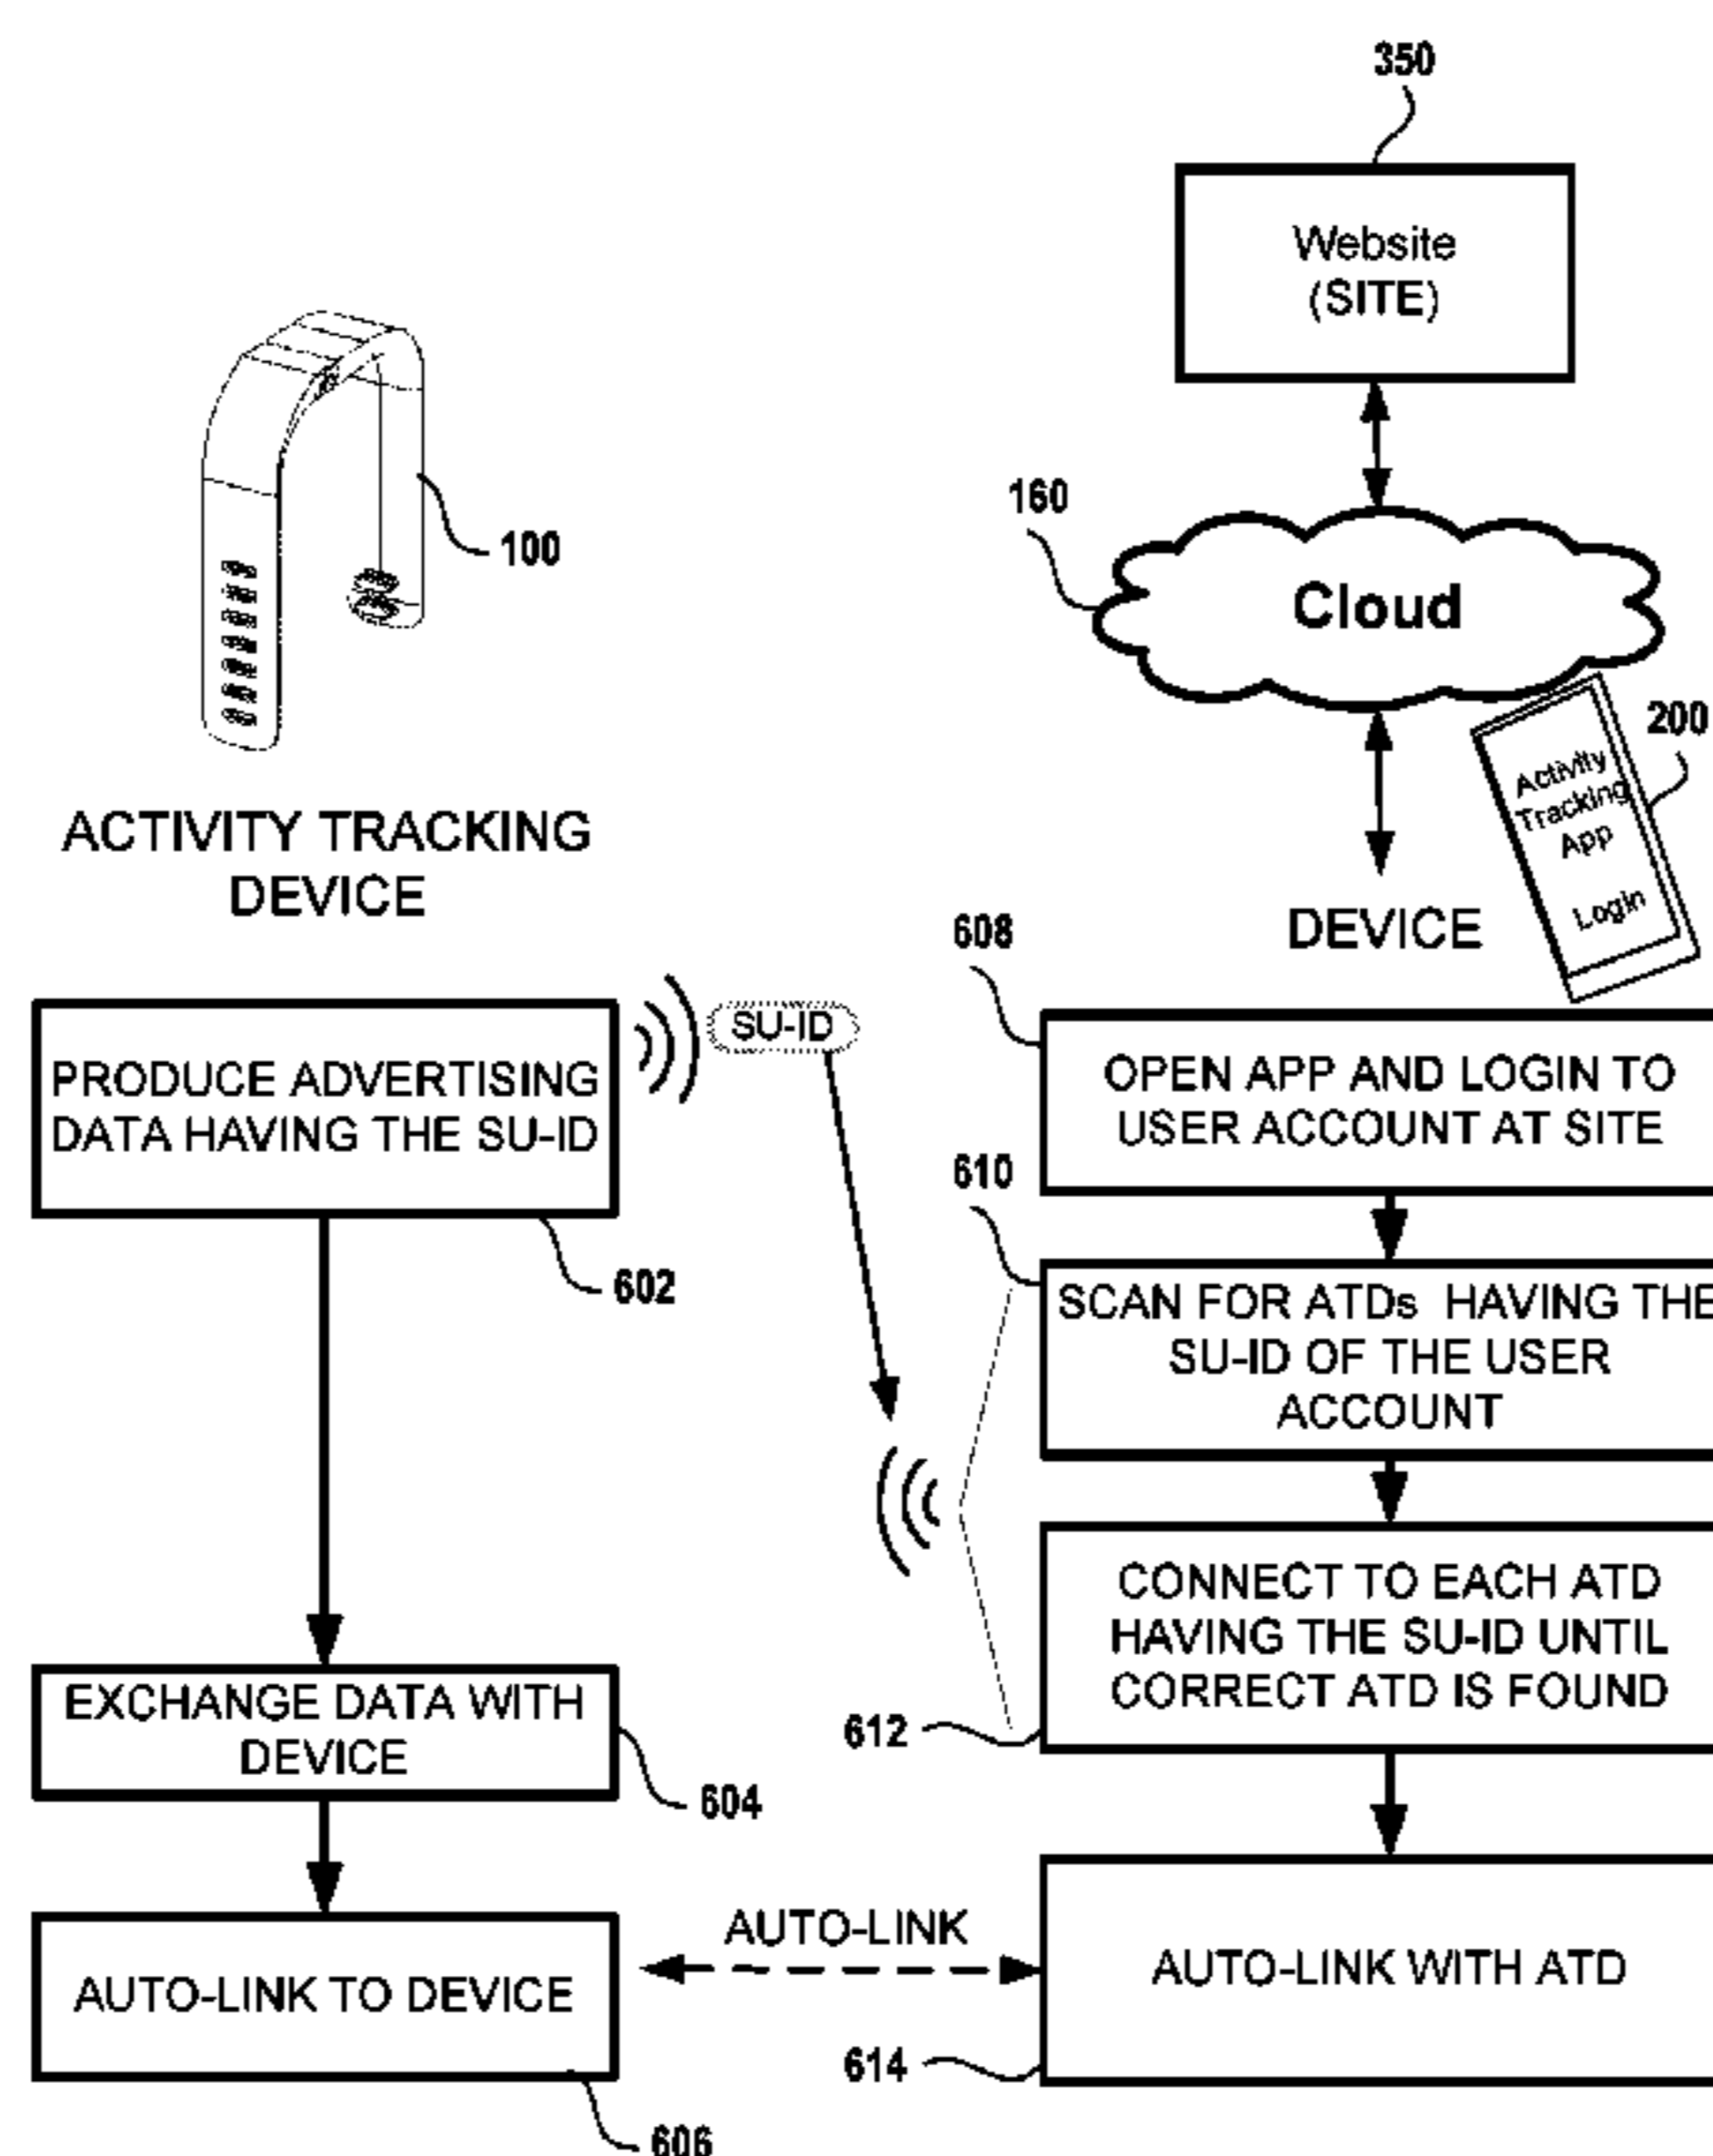 350
Website
(SITE)
160
Cloud
100
200
Activity
Tracking
App
Login
ACTIVITY TRACKING
DEVICE
DEVICE
608
SU-ID
PRODUCE ADVERTISING
DATA HAVING THE SU-ID
602
OPEN APP AND LOGIN TO
USER ACCOUNT AT SITE
610
SCAN FOR ATDs HAVING THE
SU-ID OF THE USER
ACCOUNT
CONNECT TO EACH ATD
HAVING THE SU-ID UNTIL
CORRECT ATD IS FOUND
612
EXCHANGE DATA WITH
DEVICE
604
AUTO-LINK TO DEVICE
606
AUTO-LINK
AUTO-LINK WITH ATD
614